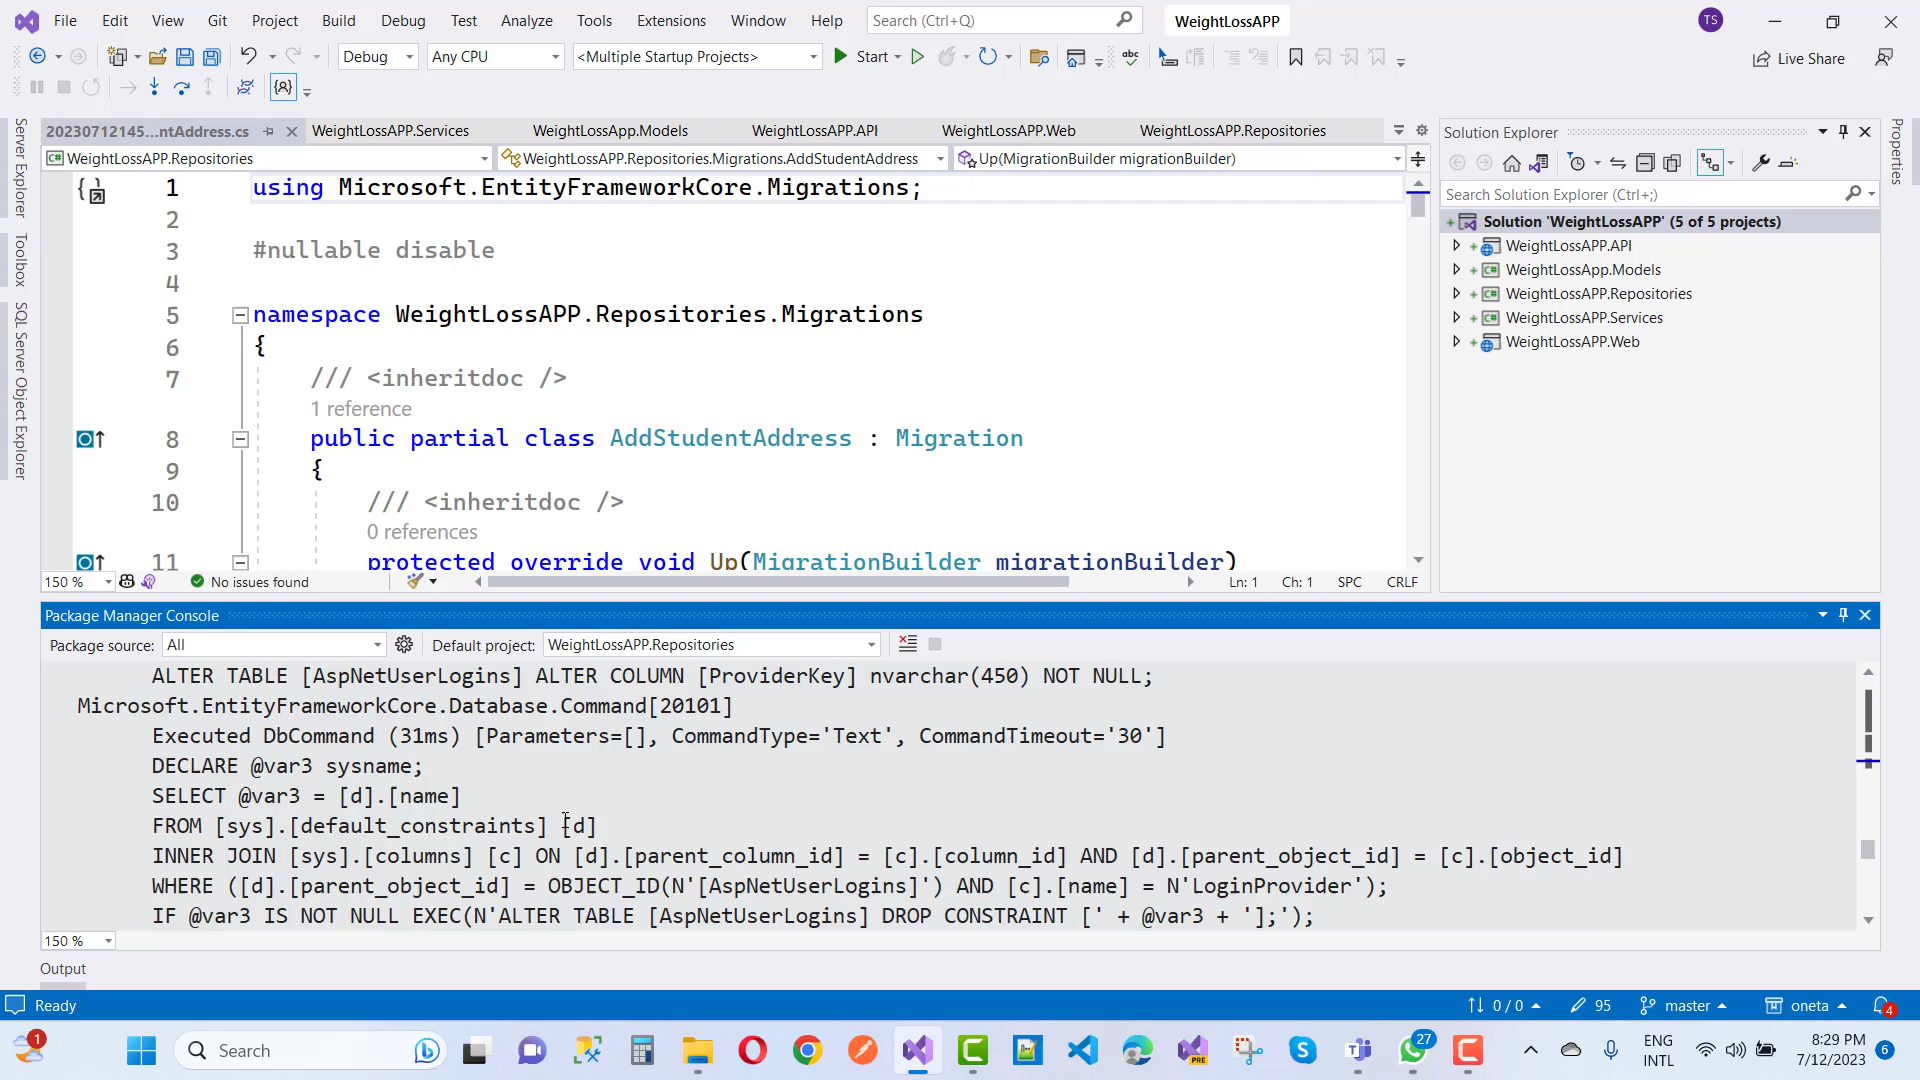 File Edit View Git Project Build Debug Test Analyze Tools Extensions Window Help Search (Ctrl+Q) WeightLossAPP TS
Debug Any CPU <Multiple Startup Projects> Start Live Share
20230712145...ntAddress.cs WeightLossAPP.Services WeightLossApp.Models WeightLossAPP.API WeightLossAPP.Web WeightLossAPP.Repositories
WeightLossAPP.Repositories WeightLossAPP.Repositories.Migrations.AddStudentAddress Up(MigrationBuilder migrationBuilder)
Server Explorer
Toolbox
SQL Server Object Explorer
1 using Microsoft.EntityFrameworkCore.Migrations;
2
3 #nullable disable
4
5 namespace WeightLossAPP.Repositories.Migrations
6 {
7 /// <inheritdoc />
1 reference
8 public partial class AddStudentAddress : Migration
9 {
10 /// <inheritdoc />
0 references
11 protected override void Up(MigrationBuilder migrationBuilder)
150 % No issues found Ln: 1 Ch: 1 SPC CRLF
Solution Explorer
Search Solution Explorer (Ctrl+;)
Solution 'WeightLossAPP' (5 of 5 projects)
WeightLossAPP.API
WeightLossApp.Models
WeightLossAPP.Repositories
WeightLossAPP.Services
WeightLossAPP.Web
Properties
Package Manager Console
Package source: All Default project: WeightLossAPP.Repositories
ALTER TABLE [AspNetUserLogins] ALTER COLUMN [ProviderKey] nvarchar(450) NOT NULL;
Microsoft.EntityFrameworkCore.Database.Command[20101]
Executed DbCommand (31ms) [Parameters=[], CommandType='Text', CommandTimeout='30']
DECLARE @var3 sysname;
SELECT @var3 = [d].[name]
FROM [sys].[default_constraints] [d]
INNER JOIN [sys].[columns] [c] ON [d].[parent_column_id] = [c].[column_id] AND [d].[parent_object_id] = [c].[object_id]
WHERE ([d].[parent_object_id] = OBJECT_ID(N'[AspNetUserLogins]') AND [c].[name] = N'LoginProvider');
IF @var3 IS NOT NULL EXEC(N'ALTER TABLE [AspNetUserLogins] DROP CONSTRAINT [' + @var3 + '];');
150 %
Output
Ready 0 / 0 95 master oneta 4
1 Search PRE 27 ENG INTL 8:29 PM 7/12/2023 6